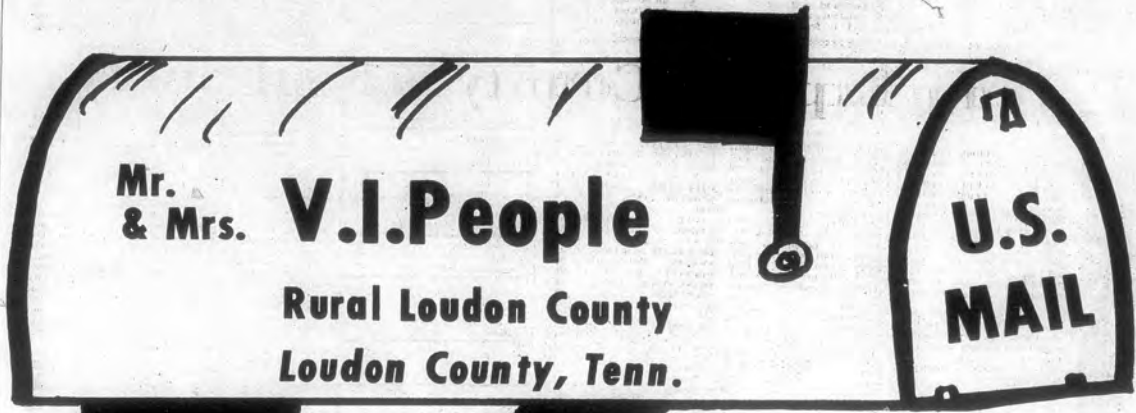 Mr.
& Mrs.
V.I.People
Rural Loudon County
Loudon County, Tenn.
U.S.
MAIL